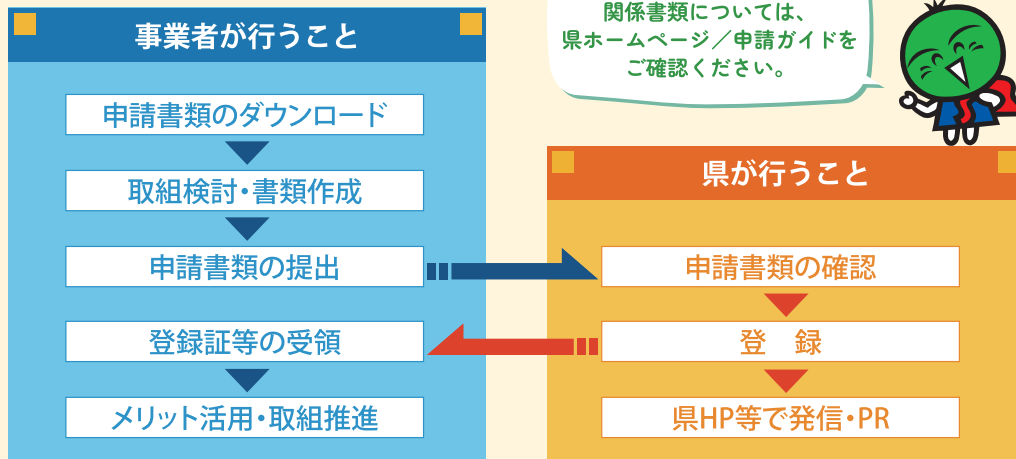 事業者が行うこと
申請書類のダウンロード
取組検討・書類作成
申請書類の提出
登録証等の受領
メリット活用・取組推進
関係書類については、
県ホームページ／申請ガイドを
ご確認ください。
県が行うこと
申請書類の確認
登　録
県HP等で発信・PR